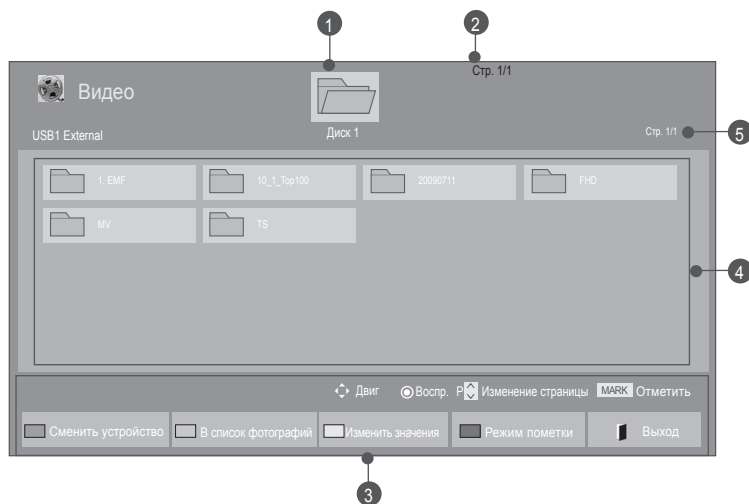 1
2
Стр. 1/1
Видео
USB1 External
Диск 1
Стр. 1/1
5
1. EMF
10_1_Top100
20090711
FHD
MV
TS
4
Двиг
Воспр.
P Изменение страницы
MARK Отметить
Сменить устройство
В список фотографий
Изменить значения
Режим пометки
Выход
3